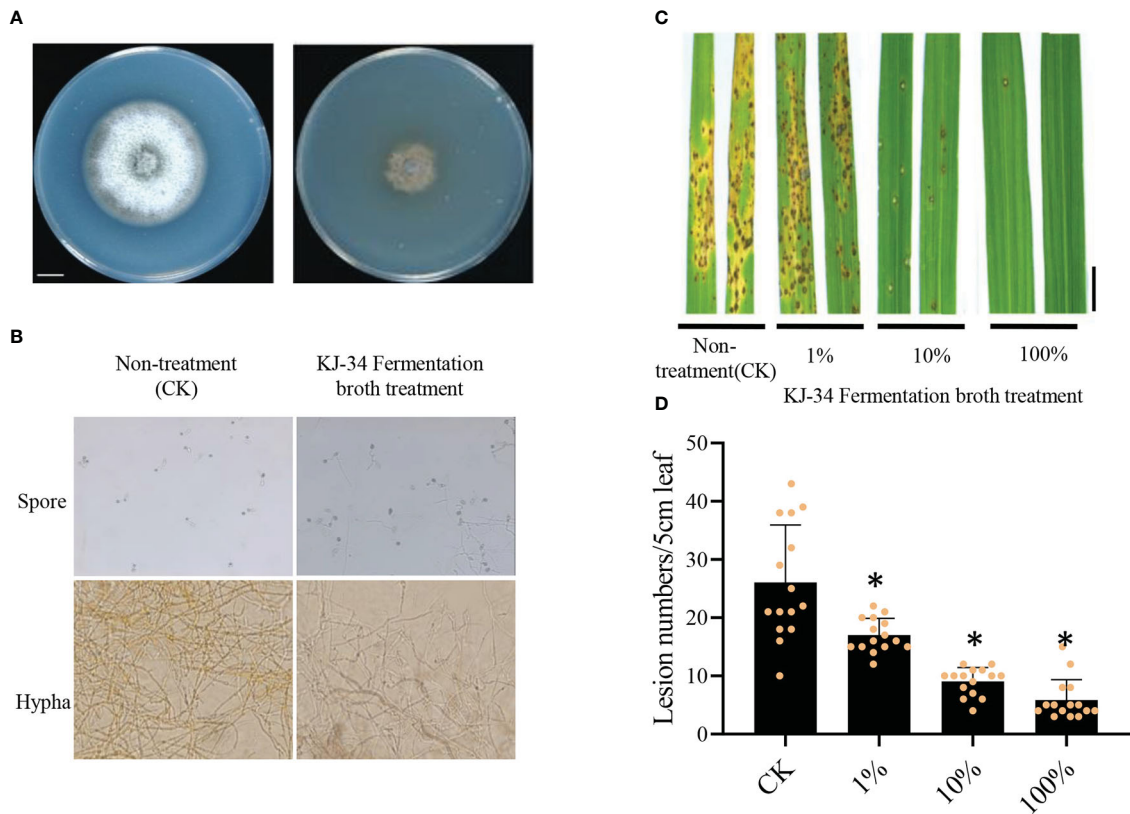 A
B
Non-
treatment
(CK)
KJ-34 Fermentation
broth treatment
Spore
Hypha
C
Non-
treatment(CK)
1%
10%
100%
KJ-34 Fermentation broth treatment
D
Lesion numbers/5cm leaf
50
40
30
20
10
0
*
*
*
CK
1%
10%
100%